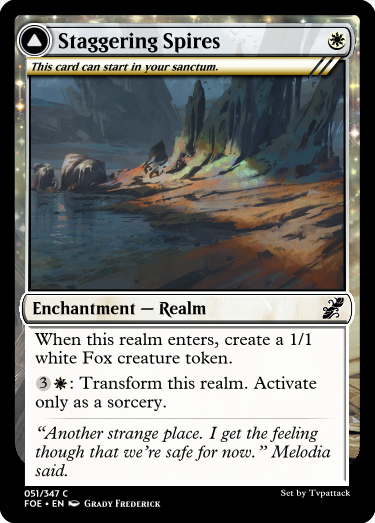 Staggering Spires
This card can start in your sanctum.
Enchantment — Realm
When this realm enters, create a 1/1
white Fox creature token.
3 : Transform this realm. Activate
only as a sorcery.
“Another strange place. I get the feeling
though that we’re safe for now.” Melodia
said.
051/347 C
Set by Tvpattack
FOE • EN Grady Frederick